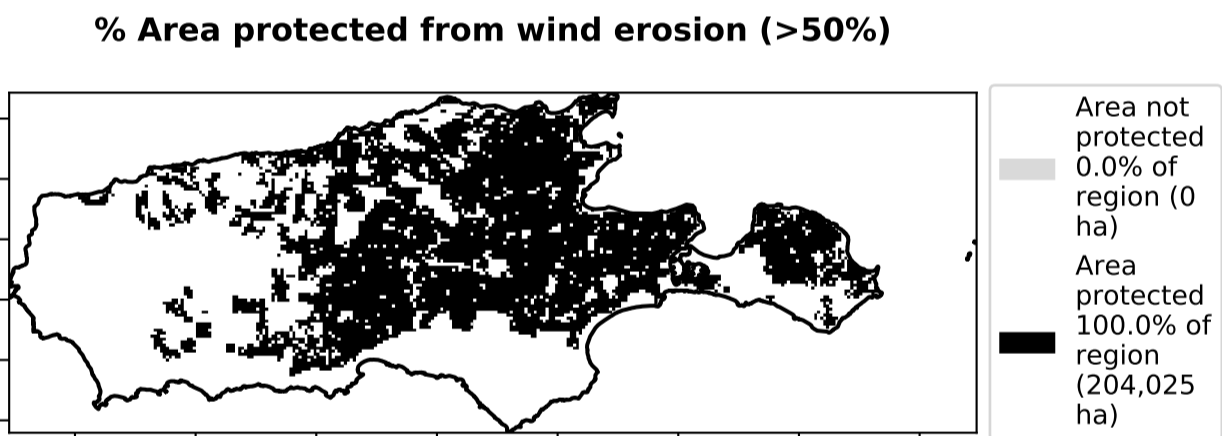 % Area protected from wind erosion (>50%)
Area not
protected
0.0% of
region (0
ha)
Area
protected
100.0% of
region
(204,025
ha)